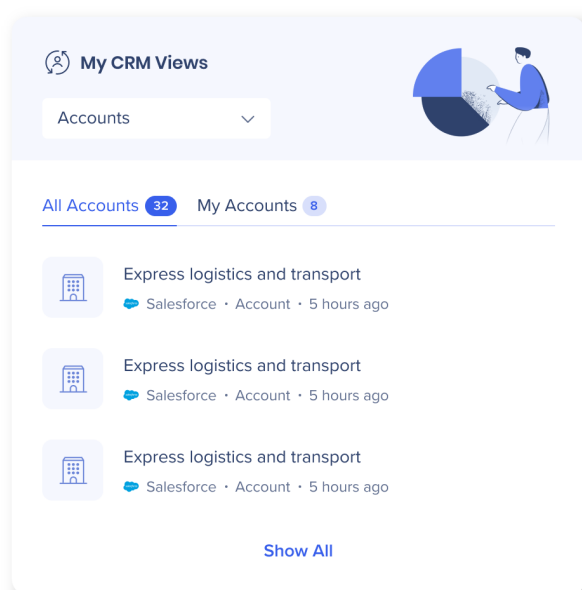 My CRM Views
Accounts
All Accounts 32 My Accounts 8
Express logistics and transport
Salesforce · Account · 5 hours ago
Express logistics and transport
Salesforce · Account · 5 hours ago
Express logistics and transport
Salesforce · Account · 5 hours ago
Show All